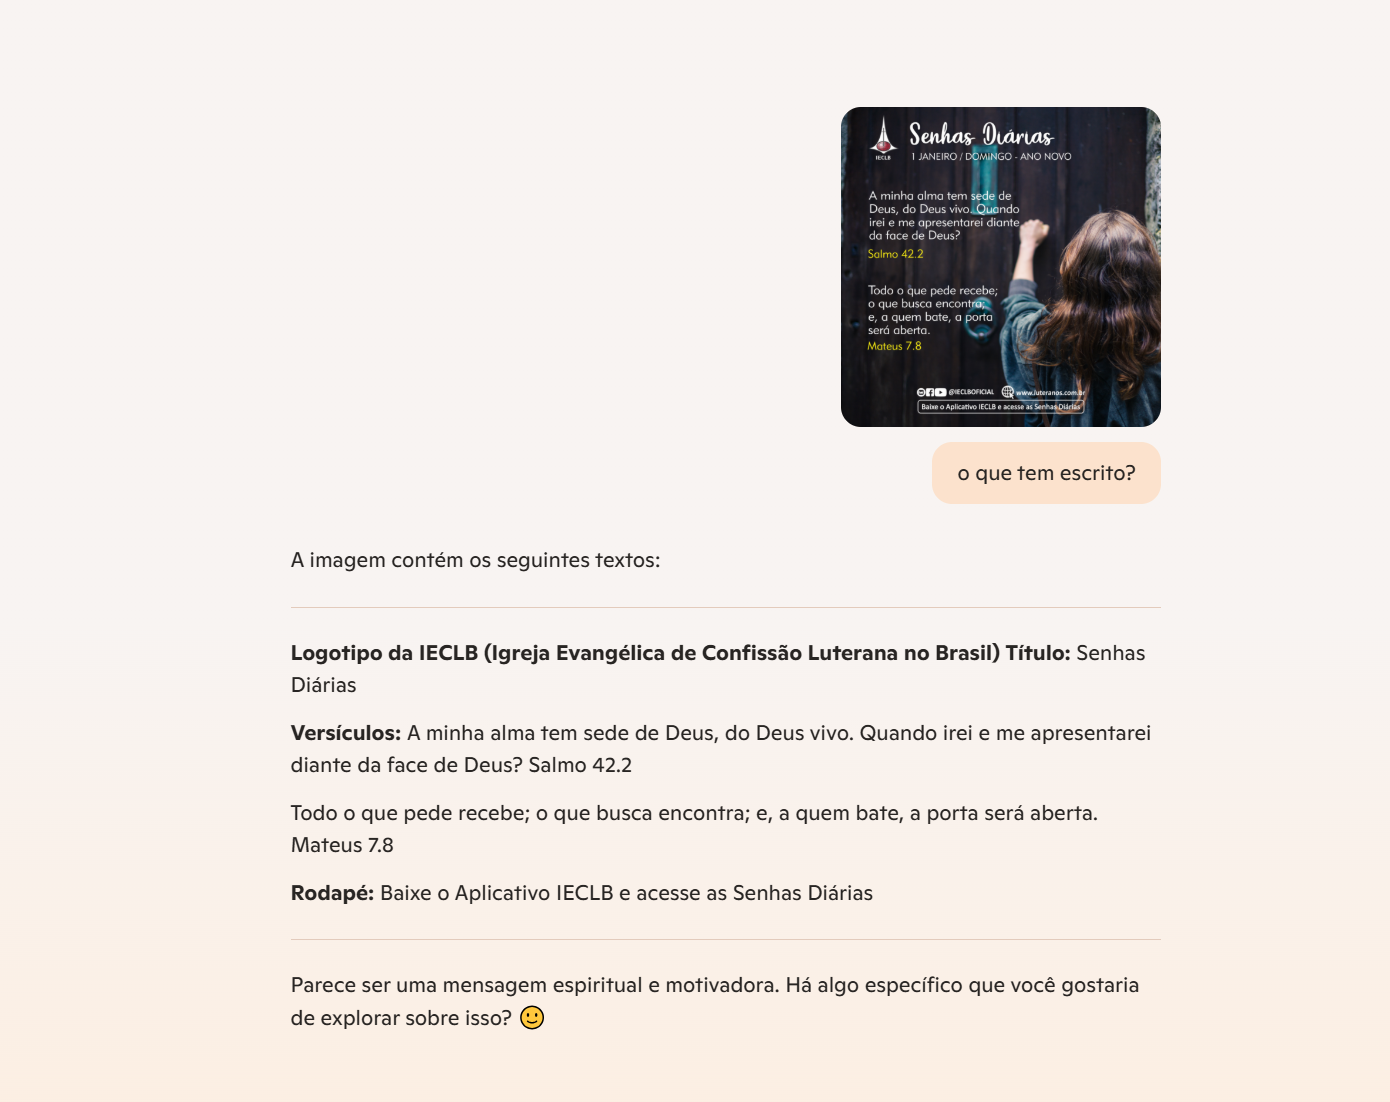 IECLB
Senhas Diárias
1 JANEIRO / DOMINGO - ANO NOVO
A minha alma tem sede de
Deus, do Deus vivo. Quando
irei e me apresentarei diante
da face de Deus?
Salmo 42.2
Todo o que pede recebe;
o que busca encontra;
e, a quem bate, a porta
será aberta.
Mateus 7.8
@IECLBOFICIAL www.luteranos.com.br
Baixe o Aplicativo IECLB e acesse as Senhas Diárias
o que tem escrito?
A imagem contém os seguintes textos:
Logotipo da IECLB (Igreja Evangélica de Confissão Luterana no Brasil) Título: Senhas
Diárias
Versículos: A minha alma tem sede de Deus, do Deus vivo. Quando irei e me apresentarei
diante da face de Deus? Salmo 42.2
Todo o que pede recebe; o que busca encontra; e, a quem bate, a porta será aberta.
Mateus 7.8
Rodapé: Baixe o Aplicativo IECLB e acesse as Senhas Diárias
Parece ser uma mensagem espiritual e motivadora. Há algo específico que você gostaria
de explorar sobre isso? 🙂